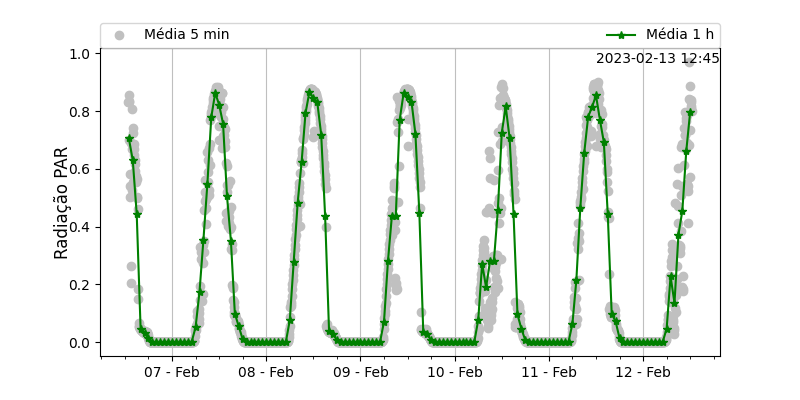 Média 5 min
Média 1 h
2023-02-13 12:45
Radiação PAR
1.0
0.8
0.6
0.4
0.2
0.0
07 - Feb
08 - Feb
09 - Feb
10 - Feb
11 - Feb
12 - Feb